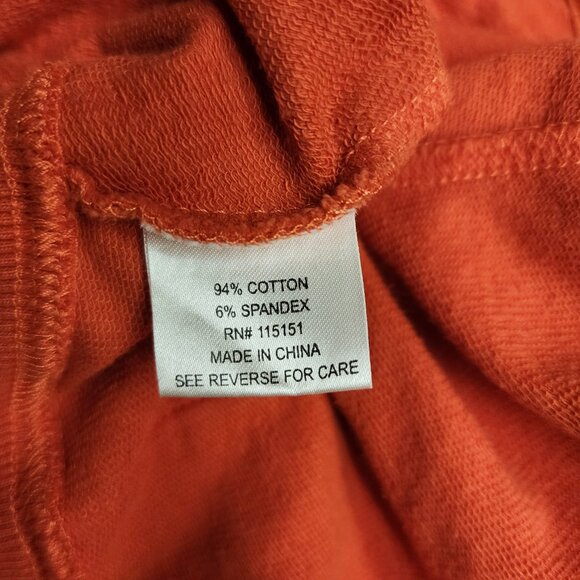 94% COTTON
6% SPANDEX
RN# 115151
MADE IN CHINA
SEE REVERSE FOR CARE